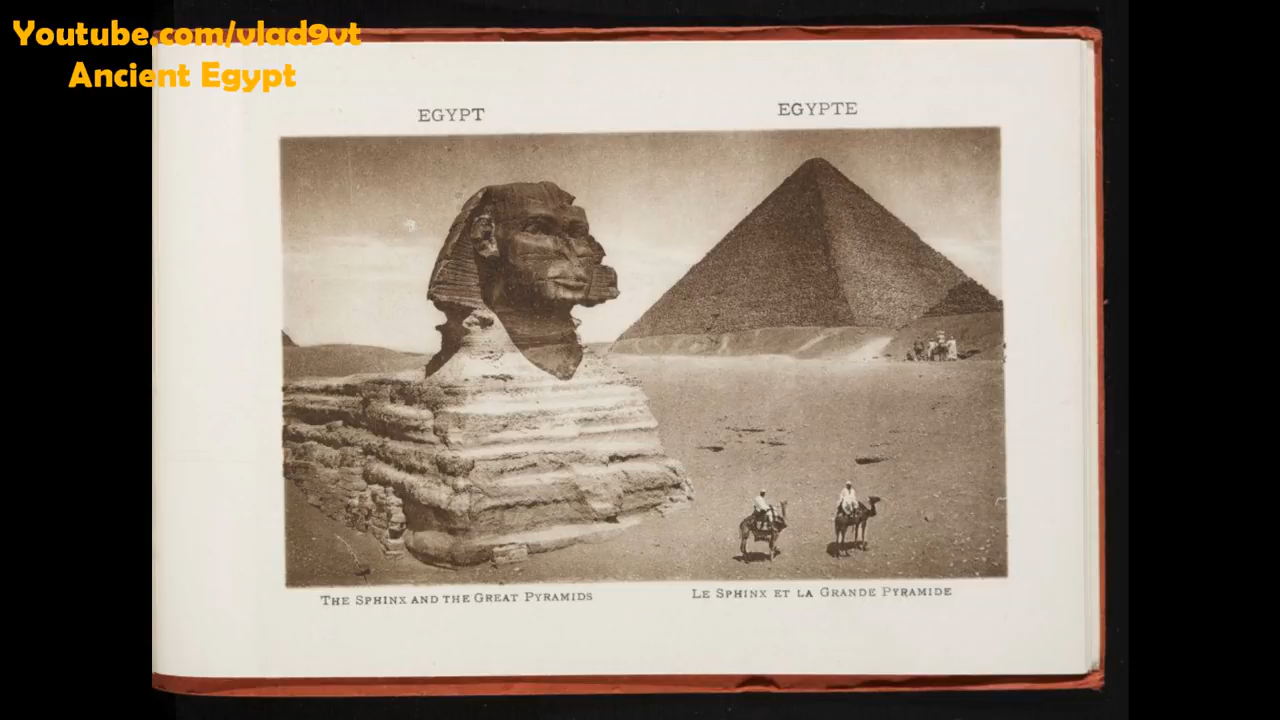 Youtube.com/vlad9vt
Ancient Egypt
EGYPT
EGYPTE
THE SPHINX AND THE GREAT PYRAMIDS
LE SPHINX ET LA GRANDE PYRAMIDE